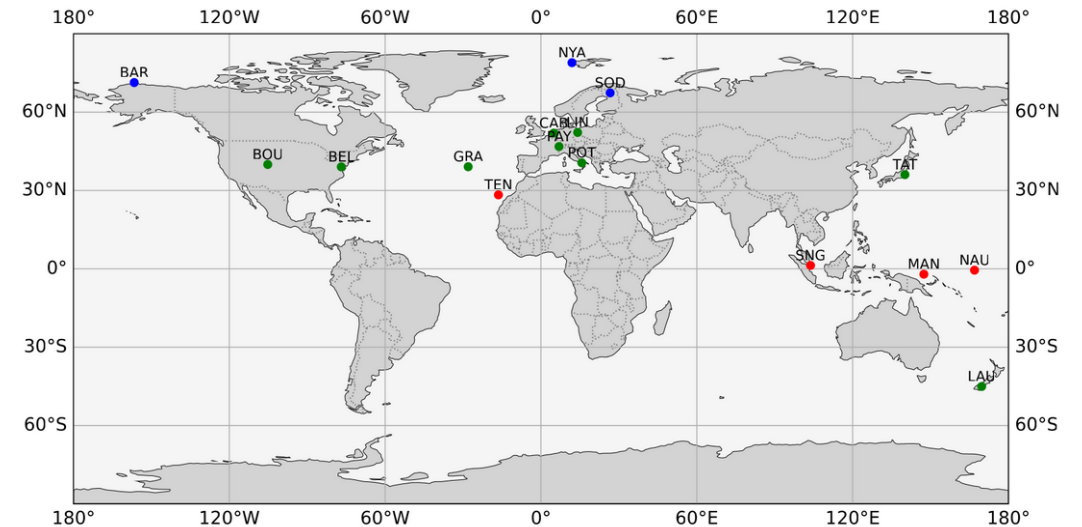 180° 120°W 60°W 0° 60°E 120°E 180°
NYA
BAR
SOD
60°N 60°N
CAB LIN
PAY
BOU BEL GRA POT
TAT
TEN
30°N 30°N
SNG
MAN NAU
0° 0°
30°S 30°S
LAU
60°S 60°S
180° 120°W 60°W 0° 60°E 120°E 180°